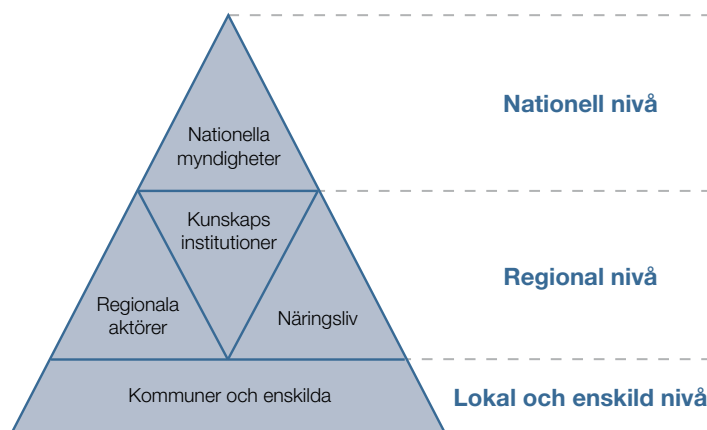 Nationella
myndigheter
Nationell nivå
Kunskaps
institutioner
Regionala
aktörer
Näringsliv
Regional nivå
Kommuner och enskilda
Lokal och enskild nivå